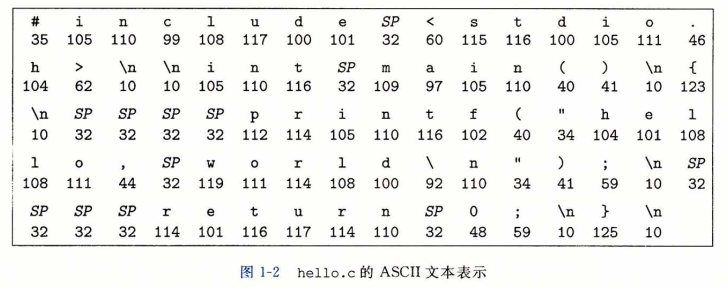 # i n c l u d e SP < s t d i o .
35 105 110 99 108 117 100 101 32 60 115 116 100 105 111 46
h > \n \n i n t SP m a i n ( ) \n {
104 62 10 10 105 110 116 32 109 97 105 110 40 41 10 123
\n SP SP SP SP p r i n t f ( " h e l
10 32 32 32 32 112 114 105 110 116 102 40 34 104 101 108
l o , SP w o r l d \ n " ) ; \n SP
108 111 44 32 119 111 114 108 100 92 110 34 41 59 10 32
SP SP SP r e t u r n SP 0 ; \n } \n
32 32 32 114 101 116 117 114 110 32 48 59 10 125 10
图 1-2 hello.c 的 ASCII 文本表示